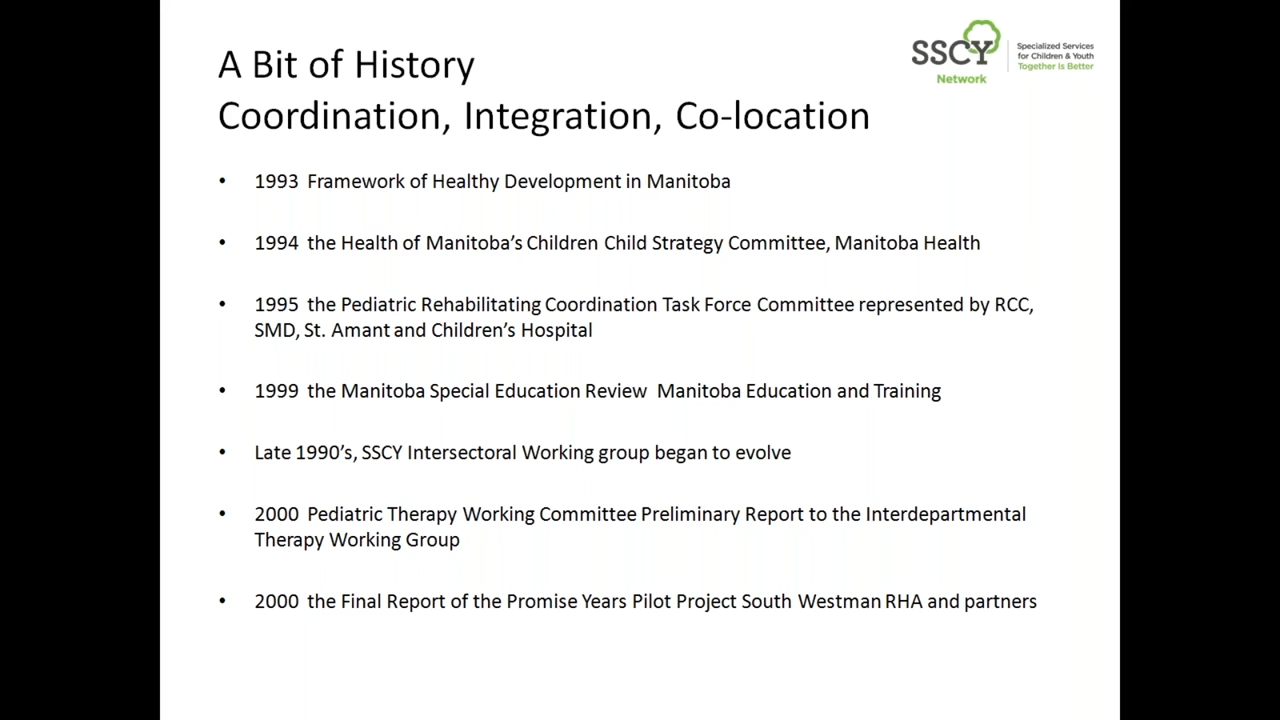 A Bit of History
Coordination, Integration, Co-location
SSCY
Network
Specialized Services
for Children & Youth
Together Is Better
• 1993 Framework of Healthy Development in Manitoba
• 1994 the Health of Manitoba's Children Child Strategy Committee, Manitoba Health
• 1995 the Pediatric Rehabilitating Coordination Task Force Committee represented by RCC,
SMD, St. Amant and Children's Hospital
• 1999 the Manitoba Special Education Review Manitoba Education and Training
• Late 1990's, SSCY Intersectoral Working group began to evolve
• 2000 Pediatric Therapy Working Committee Preliminary Report to the Interdepartmental
Therapy Working Group
• 2000 the Final Report of the Promise Years Pilot Project South Westman RHA and partners